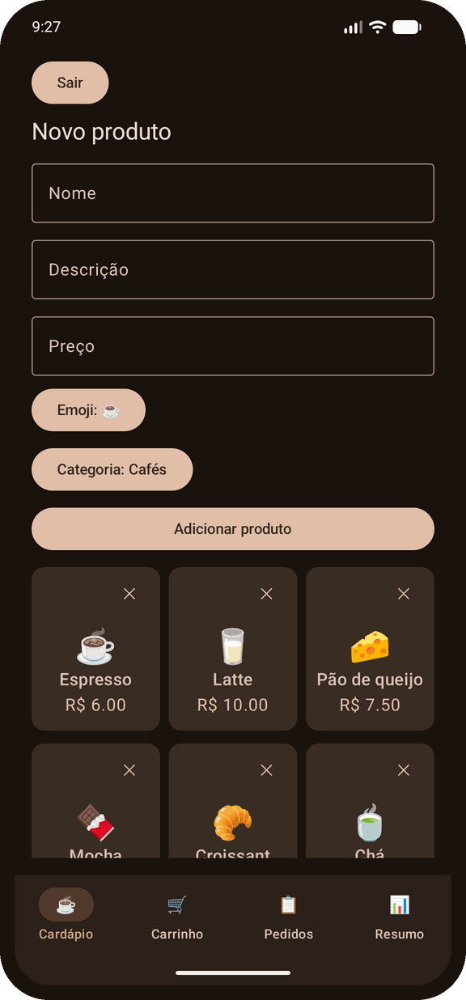 9:27
Sair
Novo produto
Nome
Descrição
Preço
Emoji: ☕
Categoria: Cafés
Adicionar produto
Espresso Latte Pão de queijo
R$ 6.00 R$ 10.00 R$ 7.50
Mocha Croissant Chá
Cardápio Carrinho Pedidos Resumo